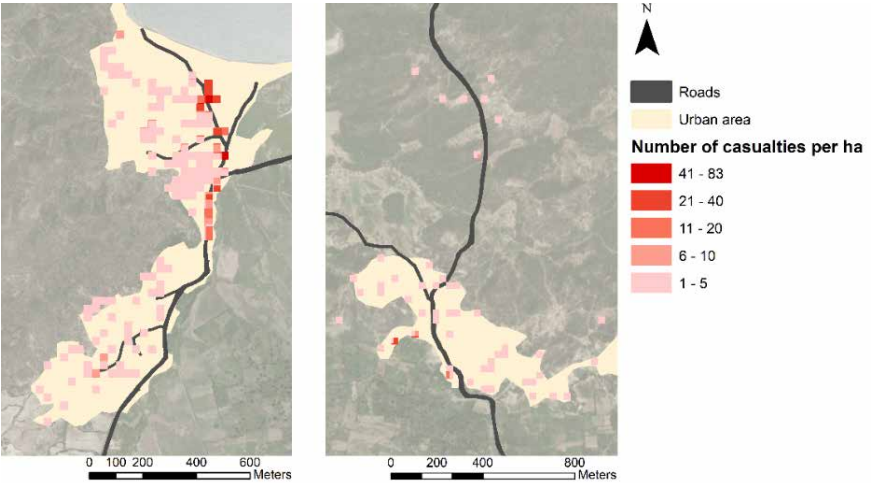 N
Roads
Urban area
Number of casualties per ha
41 - 83
21 - 40
11 - 20
6 - 10
1 - 5
0 100 200 400 600
Meters
0 200 400 800
Meters